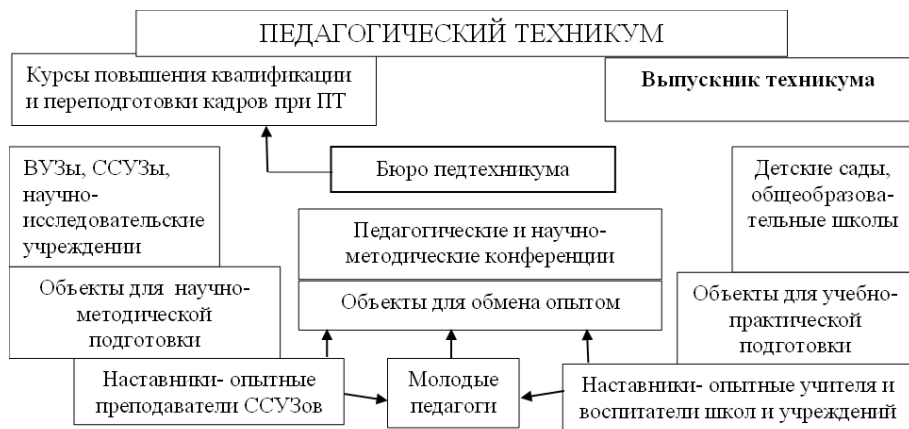 ПЕДАГОГИЧЕСКИЙ ТЕХНИКУМ
Курсы повышения квалификации
и переподготовки кадров при ПТ
Выпускник техникума
Бюро педтехникума
ВУЗы, ССУЗы,
научно-
исследовательские
учреждении
Детские сады,
общеобразова-
тельные школы
Педагогические и научно-
методические конференции
Объекты для научно-
методической
подготовки
Объекты для обмена опытом
Объекты для учебно-
практической
подготовки
Наставники- опытные
преподаватели ССУЗов
Молодые
педагоги
Наставники- опытные учителя и
воспитатели школ и учреждений